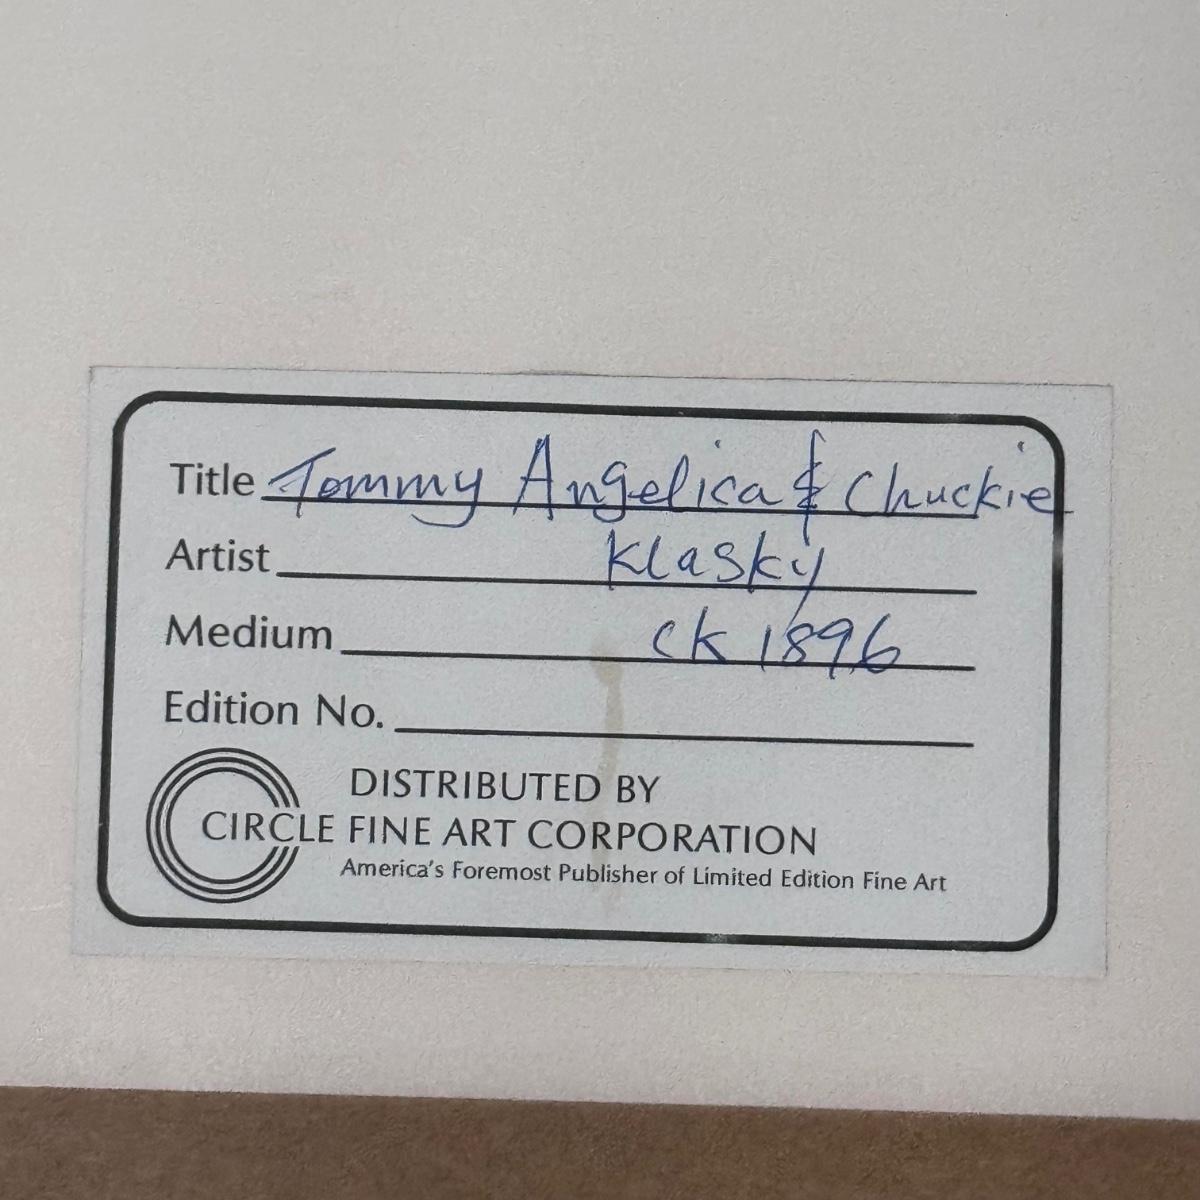 Title Tommy Angelica & Chuckie
Artist Klasky
Medium CK 1896
Edition No.
DISTRIBUTED BY
CIRCLE FINE ART CORPORATION
America's Foremost Publisher of Limited Edition Fine Art